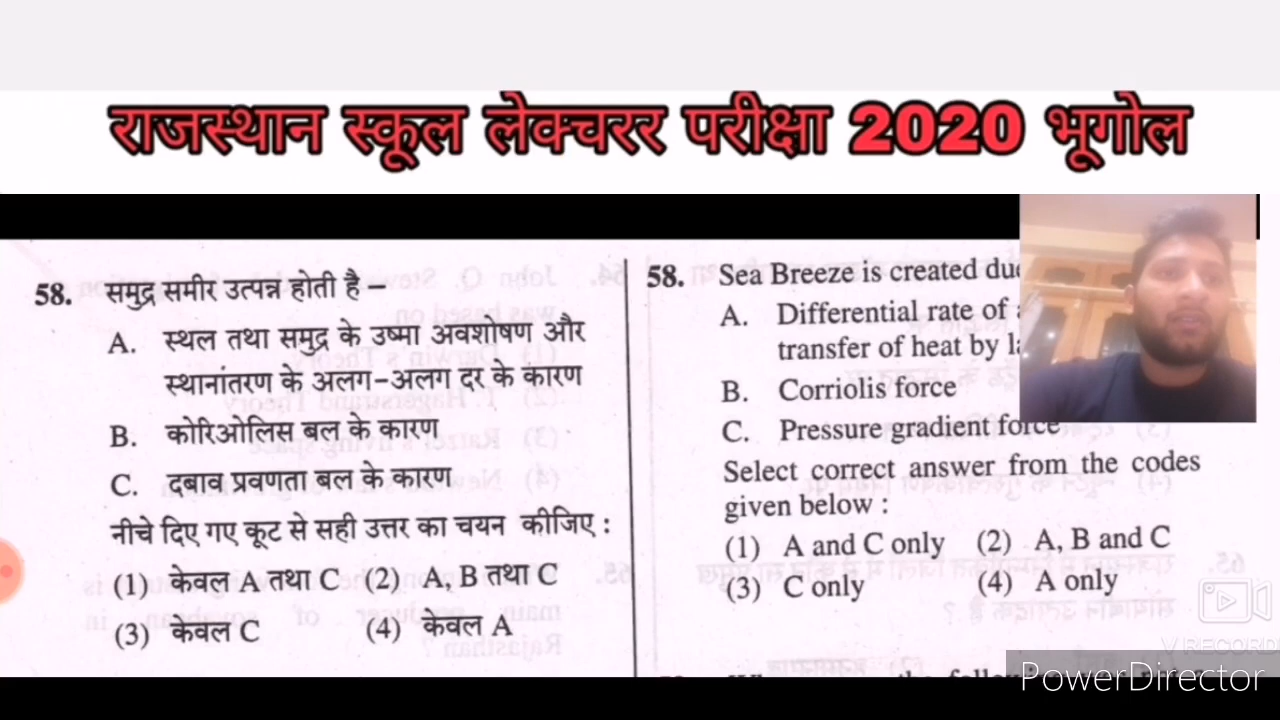 राजस्थान स्कूल लेक्चरर परीक्षा 2020 भूगोल
58. समुद्र समीर उत्पन्न होती है –
A. स्थल तथा समुद्र के उष्मा अवशोषण और
स्थानांतरण के अलग-अलग दर के कारण
B. कोरिओलिस बल के कारण
C. दबाव प्रवणता बल के कारण
नीचे दिए गए कूट से सही उत्तर का चयन कीजिए :
(1) केवल A तथा C (2) A, B तथा C
(3) केवल C (4) केवल A
58. Sea Breeze is created due
A. Differential rate of
transfer of heat by
B. Corriolis force
C. Pressure gradient force
Select correct answer from the codes
given below :
(1) A and C only (2) A, B and C
(3) C only (4) A only
PowerDirector